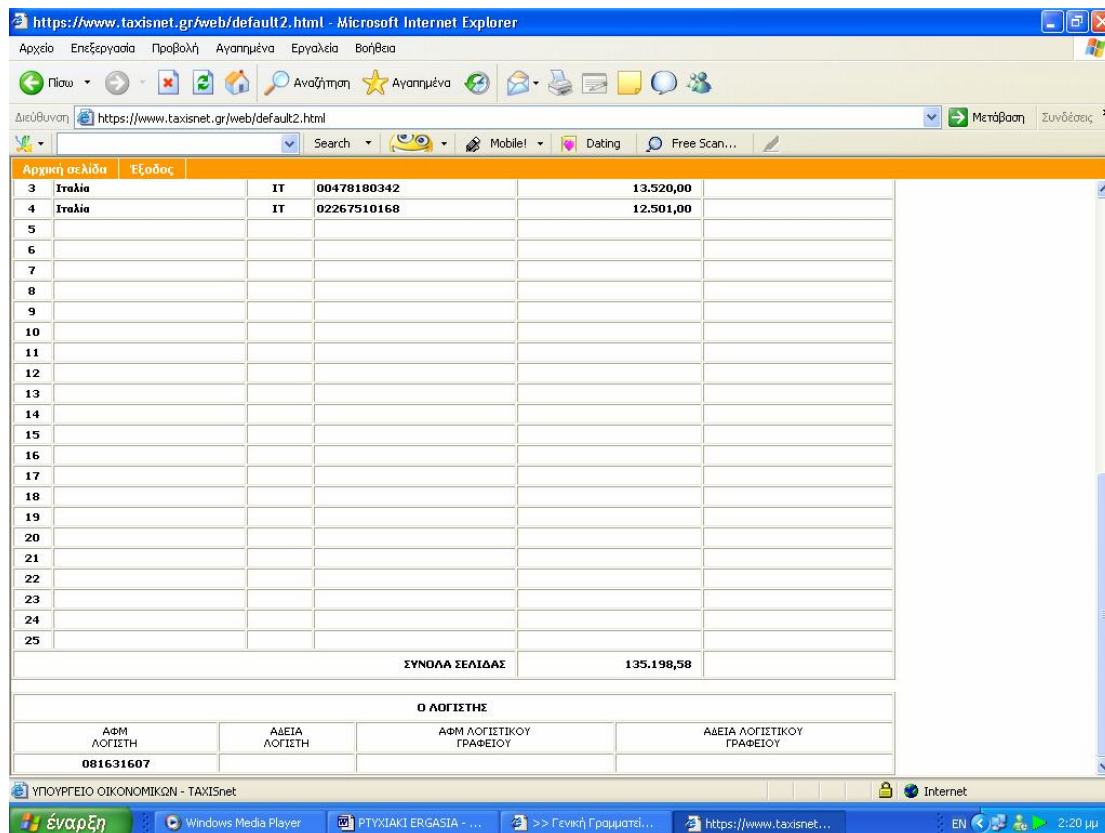 https://www.taxisnet.gr/web/default2.html - Microsoft Internet Explorer
Αρχείο Επεξεργασία Προβολή Αγαπημένα Εργαλεία Βοήθεια
Πίσω Αναζήτηση Αγαπημένα
Διεύθυνση https://www.taxisnet.gr/web/default2.html Μετάβαση Συνδέσεις »
Search Mobile! Dating Free Scan...
Αρχική σελίδα Έξοδος
3 Ιταλία IT 00478180342 13.520,00
4 Ιταλία IT 02267510168 12.501,00
5
6
7
8
9
10
11
12
13
14
15
16
17
18
19
20
21
22
23
24
25
ΣΥΝΟΛΑ ΣΕΛΙΔΑΣ 135.198,58
Ο ΛΟΓΙΣΤΗΣ
ΑΦΜ ΑΔΕΙΑ ΑΦΜ ΛΟΓΙΣΤΙΚΟΥ ΑΔΕΙΑ ΛΟΓΙΣΤΙΚΟΥ
ΛΟΓΙΣΤΗ ΛΟΓΙΣΤΗ ΓΡΑΦΕΙΟΥ ΓΡΑΦΕΙΟΥ
081631607
ΥΠΟΥΡΓΕΙΟ ΟΙΚΟΝΟΜΙΚΩΝ - TAXISnet Internet
έναρξη Windows Media Player PTYXIAKI ERGASIA - ... >> Γενική Γραμματεί... https://www.taxisnet... EN 2:20 μμ